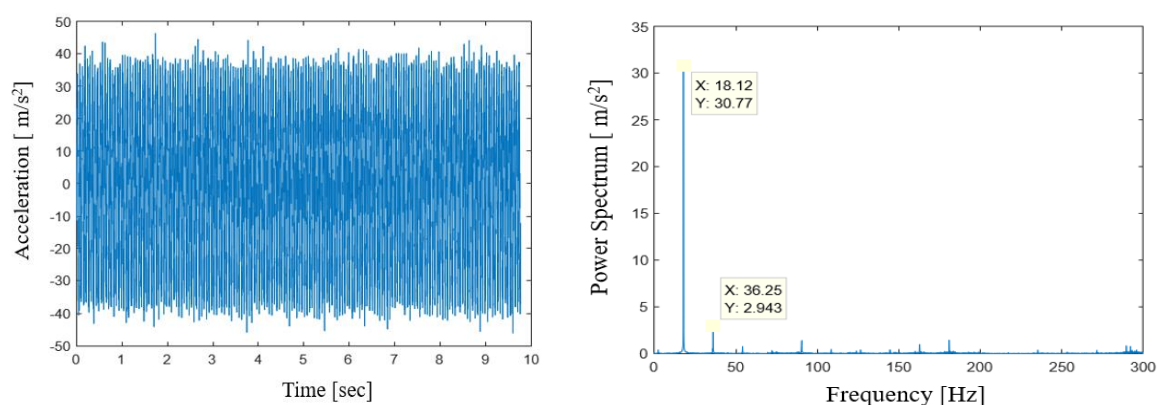 Acceleration [ m/s²]
50
40
30
20
10
0
-10
-20
-30
-40
-50
0 1 2 3 4 5 6 7 8 9 10
Time [sec]
Power Spectrum [ m/s²]
35
30
25
20
15
10
5
0
X: 18.12
Y: 30.77
X: 36.25
Y: 2.943
0 50 100 150 200 250 300
Frequency [Hz]